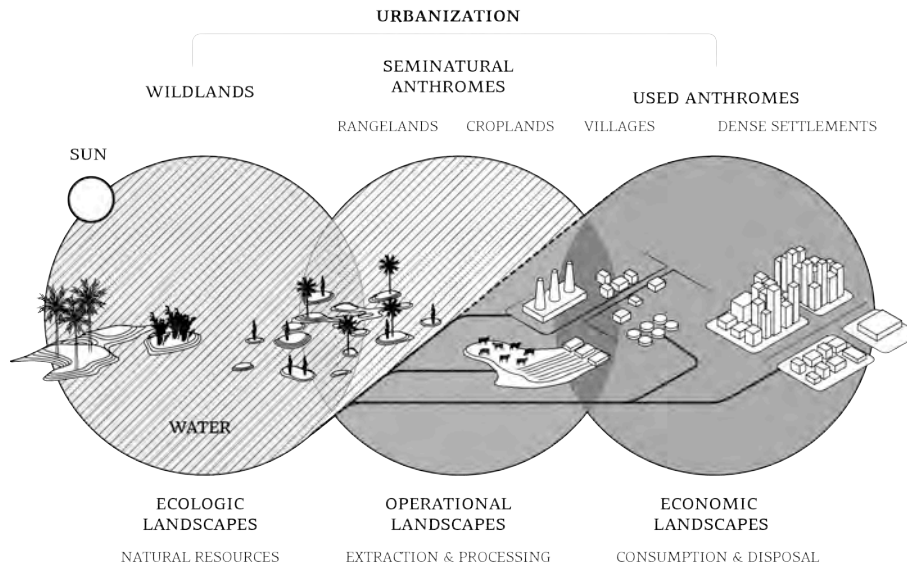 URBANIZATION
WILDLANDS
SEMINATURAL
ANTHROMES
USED ANTHROMES
RANGELANDS
CROPLANDS
VILLAGES
DENSE SETTLEMENTS
SUN
WATER
ECOLOGIC
LANDSCAPES
NATURAL RESOURCES
OPERATIONAL
LANDSCAPES
EXTRACTION & PROCESSING
ECONOMIC
LANDSCAPES
CONSUMPTION & DISPOSAL